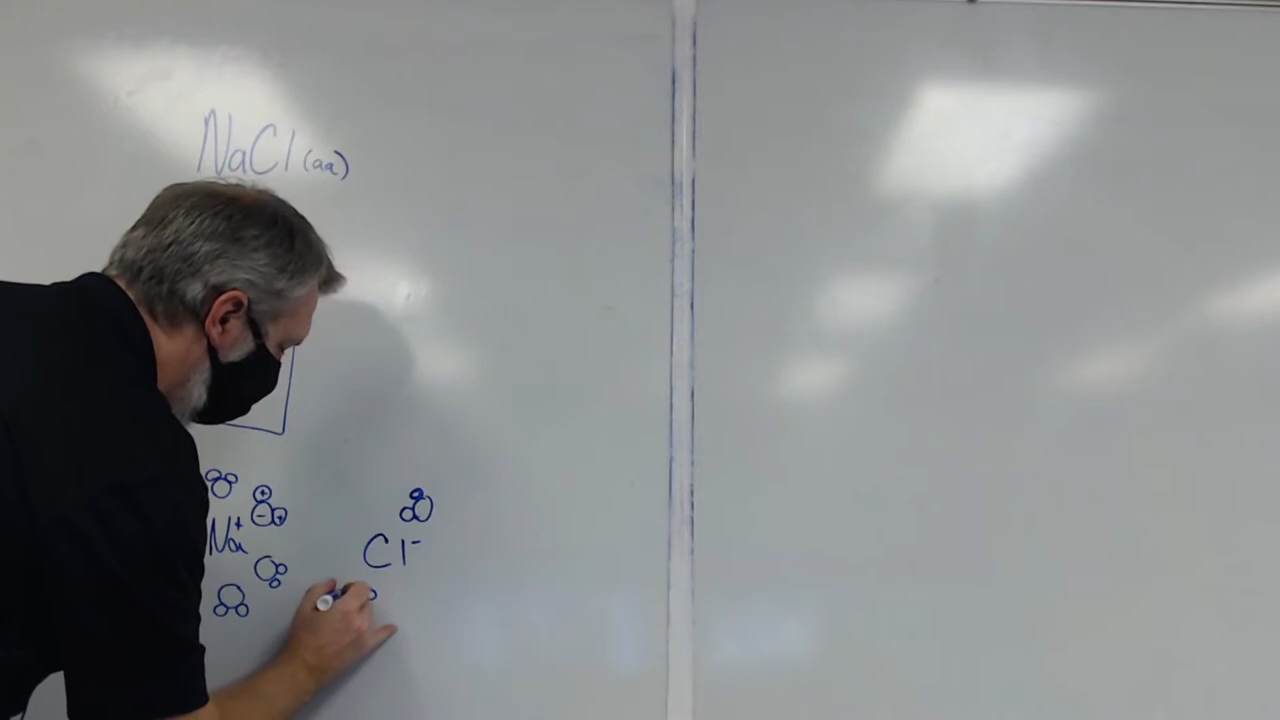 NaCl (aq)
+
− +
Na+
Cl−